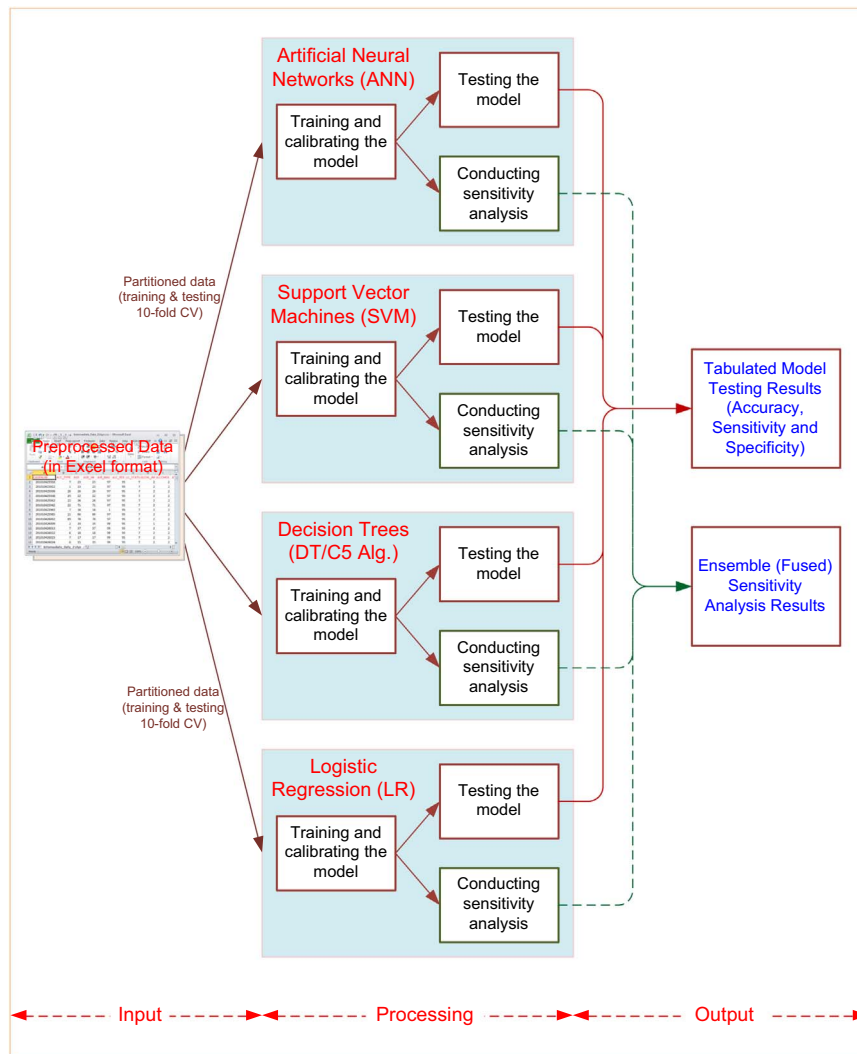 Artificial Neural
Networks (ANN)
Training and
calibrating the
model
Testing the
model
Conducting
sensitivity
analysis
Partitioned data
(training & testing
10-fold CV)
Support Vector
Machines (SVM)
Training and
calibrating the
model
Testing the
model
Conducting
sensitivity
analysis
Tabulated Model
Testing Results
(Accuracy,
Sensitivity and
Specificity)
Preprocessed Data
(in Excel format)
Decision Trees
(DT/C5 Alg.)
Training and
calibrating the
model
Testing the
model
Conducting
sensitivity
analysis
Ensemble (Fused)
Sensitivity
Analysis Results
Partitioned data
(training & testing
10-fold CV)
Logistic
Regression (LR)
Training and
calibrating the
model
Testing the
model
Conducting
sensitivity
analysis
Input
Processing
Output